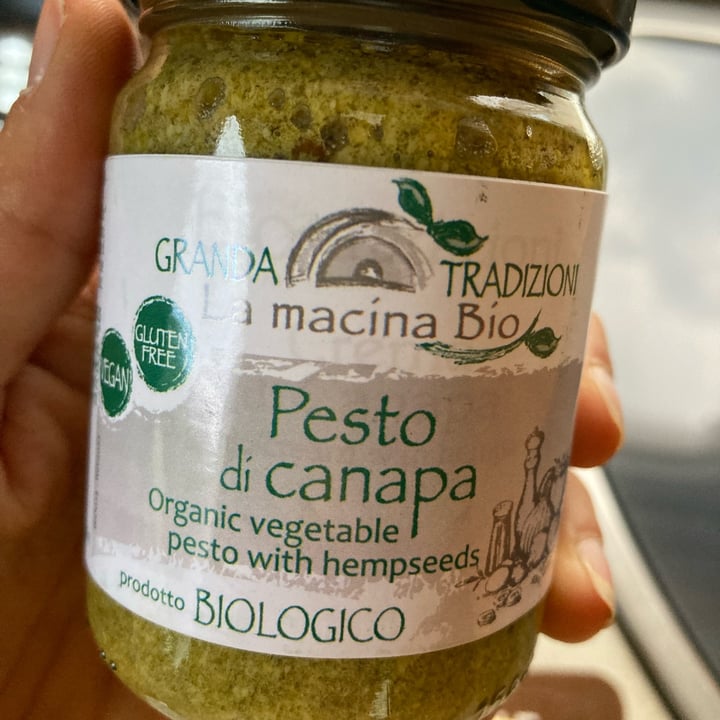 GRANDA TRADIZIONI
La macina Bio
GLUTEN
FREE
VEGAN
Pesto
di canapa
Organic vegetable
pesto with hempseeds
prodotto BIOLOGICO